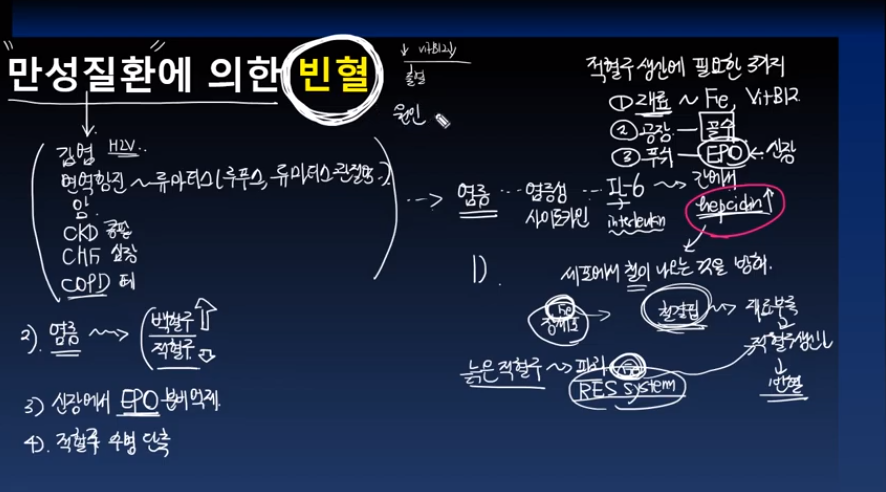 만성질환에 의한 빈혈
↓ vitB12↓
출혈
원인
적혈구 생산에 필요한 3가지
① 재료 ~ Fe, VitB12
② 공장 — 골수
③ 푸쉬 — EPO ← 신장
감염 HIV..
면역항진 ~ 류마티스(루푸스, 류마티스관절염..)
암
CKD 콩팥
CHF 심장
COPD 폐
--> 염증 ... 염증성 사이토카인 ... IL-6 ~> 간에서 hepcidin↑
interleukin
1).
세포에서 철이 나오는 것을 방해.
Fe
장세포
→ 철결핍 ~> 재료부족
↓
적혈구생산↓
↓
빈혈
늙은적혈구 ~> 파괴 Fe
RES System
2). 염증 ~> 백혈구 ↑
적혈구 ↓
3) 신장에서 EPO 분비억제.
4). 적혈구 수명 단축